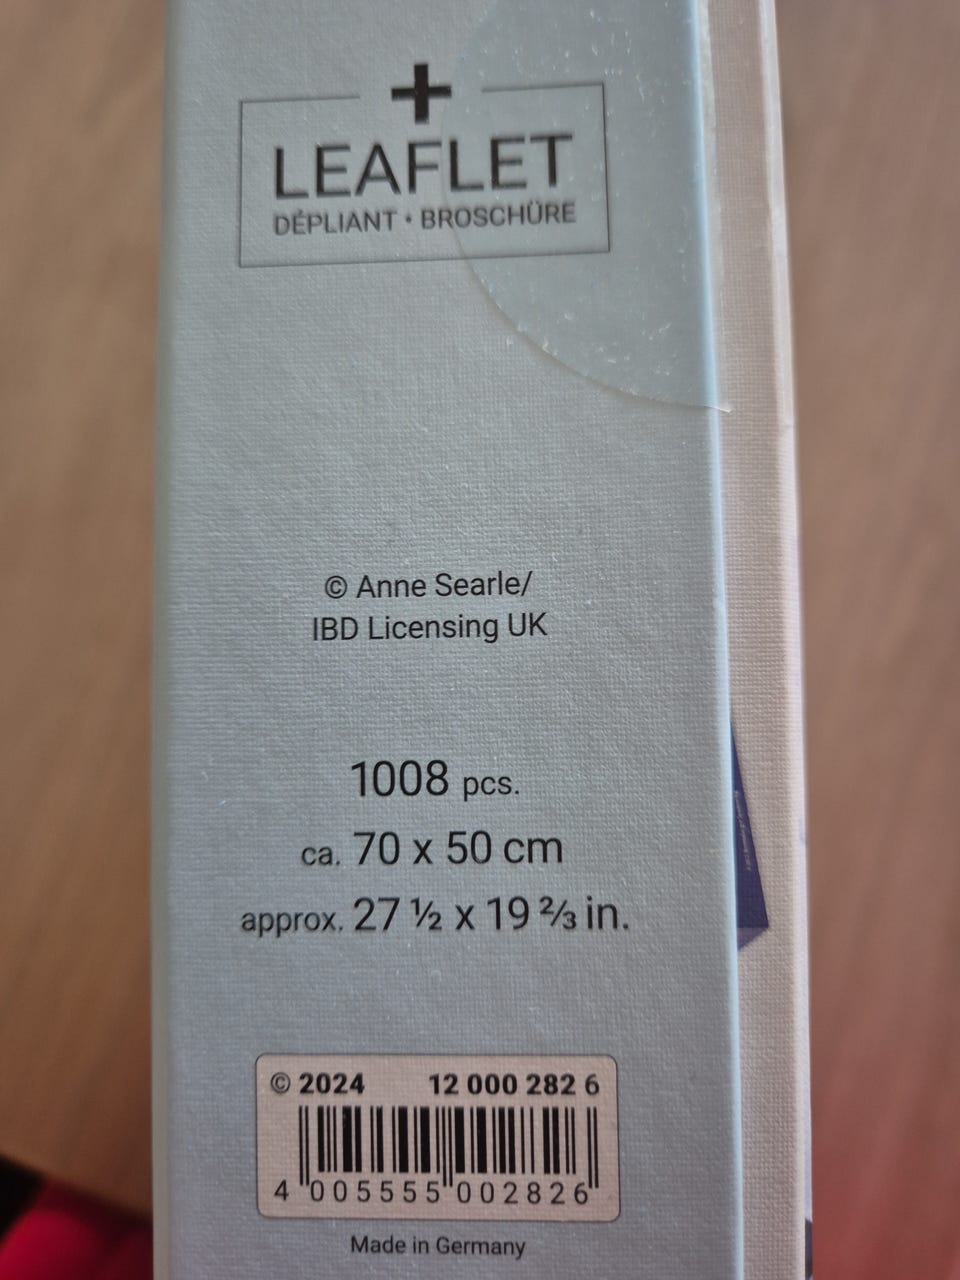 +
LEAFLET
DÉPLIANT • BROSCHÜRE
© Anne Searle/
IBD Licensing UK
1008 pcs.
ca. 70 x 50 cm
approx. 27 ½ x 19 ⅔ in.
© 2024 12 000 282 6
4 005555 002826
Made in Germany